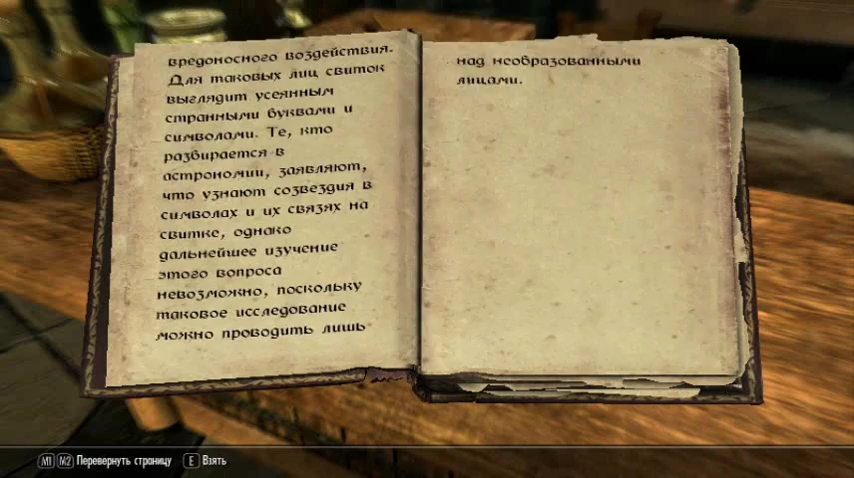 вредоносного воздействия.
Для таковых лиц свиток
выглядит усеянным
странными буквами и
символами. Те, кто
разбирается в
астрономии, заявляют,
что узнают созвездия в
символах и их связях на
свитке, однако
дальнейшее изучение
этого вопроса
невозможно, поскольку
таковое исследование
можно проводить лишь
над необразованными
лицами.
M1 M2 Перевернуть страницу E Взять